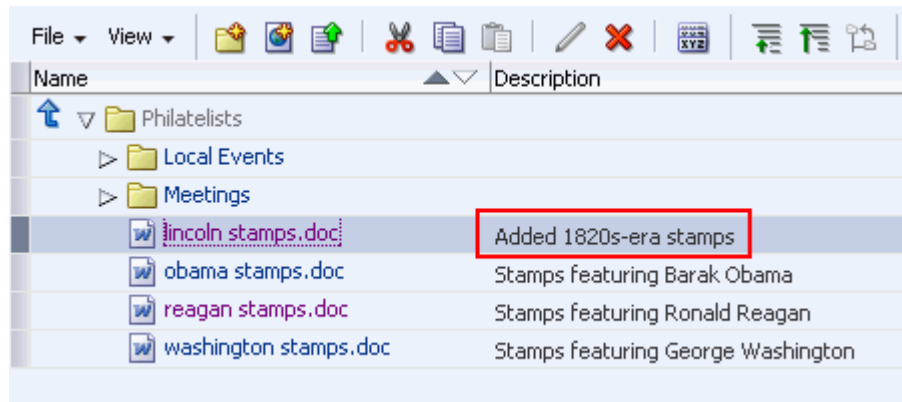 File View
Name Description
Philatelists
Local Events
Meetings
lincoln stamps.doc Added 1820s-era stamps
obama stamps.doc Stamps featuring Barak Obama
reagan stamps.doc Stamps featuring Ronald Reagan
washington stamps.doc Stamps featuring George Washington